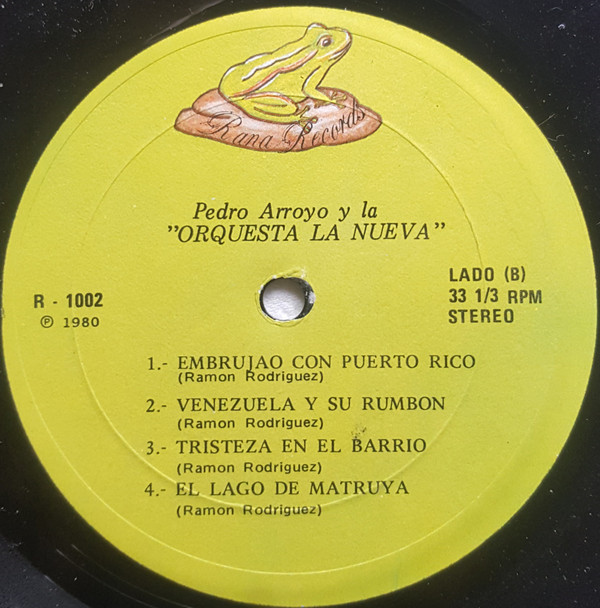 Rana Records
Pedro Arroyo y la
"ORQUESTA LA NUEVA"
R - 1002
℗ 1980
LADO (B)
33 1/3 RPM
STEREO
1.- EMBRUJAO CON PUERTO RICO
(Ramon Rodriguez)
2.- VENEZUELA Y SU RUMBON
(Ramon Rodriguez)
3.- TRISTEZA EN EL BARRIO
(Ramon Rodriguez)
4.- EL LAGO DE MATRUYA
(Ramon Rodriguez)